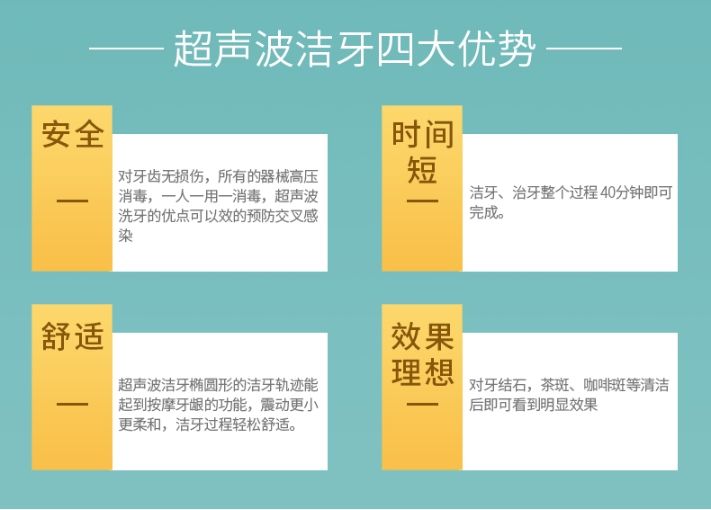 超声波洁牙四大优势
安全
对牙齿无损伤，所有的器械高压
消毒，一人一用一消毒，超声波
洗牙的优点可以效的预防交叉感
染
时间
短
洁牙、治牙整个过程 40分钟即可
完成。
舒适
超声波洁牙椭圆形的洁牙轨迹能
起到按摩牙龈的功能，震动更小
更柔和，洁牙过程轻松舒适。
效果
理想
对牙结石，茶斑、咖啡斑等清洁
后即可看到明显效果